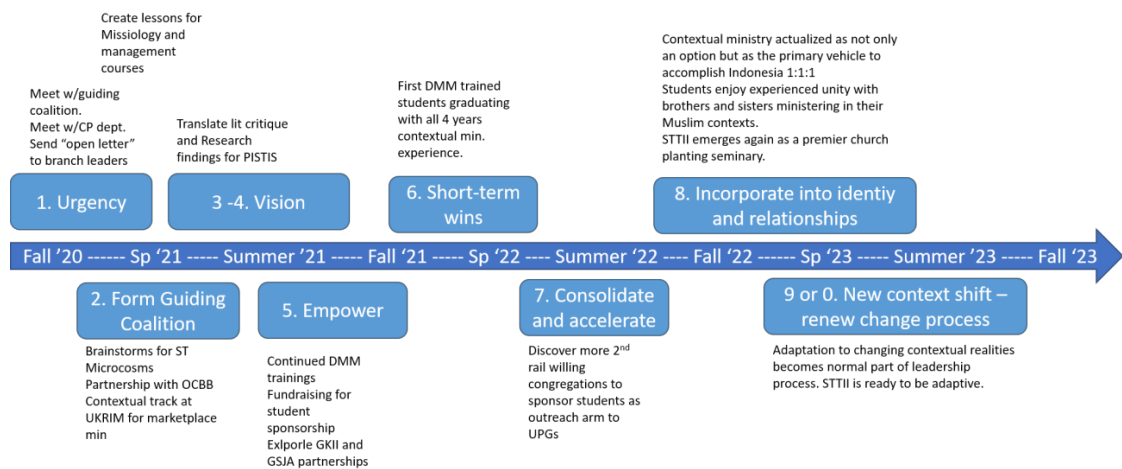 Create lessons for
Missiology and
management
courses
Meet w/guiding
coalition.
Meet w/CP dept.
Send “open letter”
to branch leaders
Translate lit critique
and Research
findings for PISTIS
First DMM trained
students graduating
with all 4 years
contextual min.
experience.
Contextual ministry actualized as not only
an option but as the primary vehicle to
accomplish Indonesia 1:1:1
Students enjoy experienced unity with
brothers and sisters ministering in their
Muslim contexts.
STTII emerges again as a premier church
planting seminary.
1. Urgency
3 -4. Vision
6. Short-term
wins
8. Incorporate into identiy
and relationships
Fall ’20 ------ Sp ‘21 ----- Summer ’21 ----- Fall ‘21 ----- Sp ’22 ----- Summer ’22 ---- Fall ’22 ----- Sp ’23 ----- Summer ’23 ---- Fall ‘23
2. Form Guiding
Coalition
5. Empower
7. Consolidate
and accelerate
9 or 0. New context shift –
renew change process
Brainstorms for ST
Microcosms
Partnership with OCBB
Contextual track at
UKRIM for marketplace
min
Continued DMM
trainings
Fundraising for
student
sponsorship
Exlporle GKII and
GSJA partnerships
Discover more 2nd
rail willing
congregations to
sponsor students as
outreach arm to
UPGs
Adaptation to changing contextual realities
becomes normal part of leadership
process. STTII is ready to be adaptive.